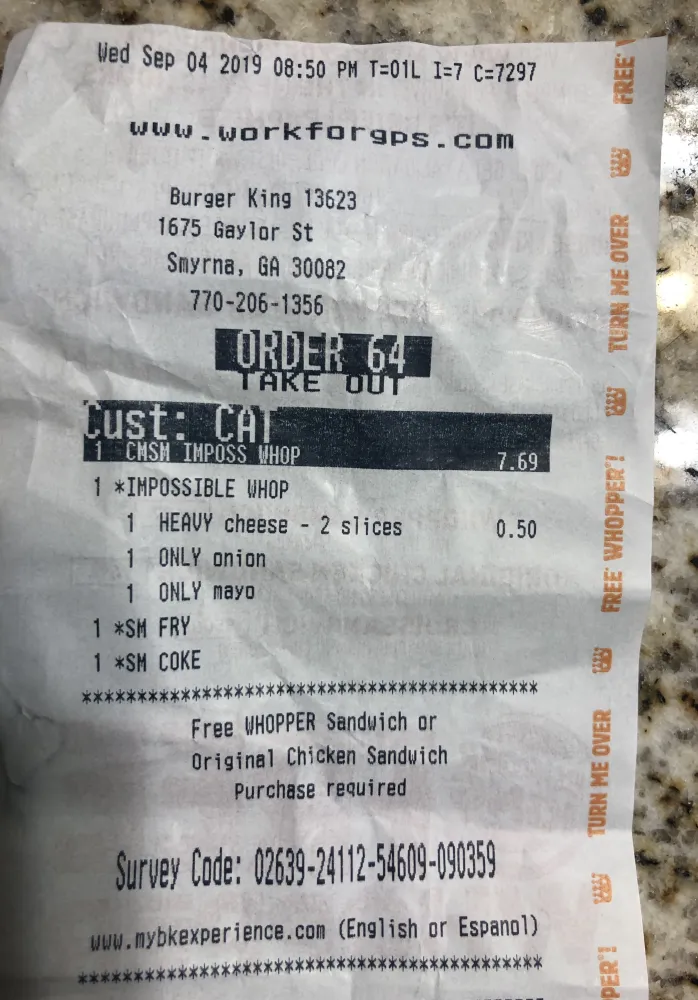 Wed Sep 04 2019 08:50 PM T=01L I=7 C=7297
www.workforgps.com
Burger King 13623
1675 Gaylor St
Smyrna, GA 30082
770-206-1356
ORDER 64
TAKE OUT
Cust: CAT
1 CMSM IMPOSS WHOP 7.69
1 *IMPOSSIBLE WHOP
1 HEAVY cheese - 2 slices 0.50
1 ONLY onion
1 ONLY mayo
1 *SM FRY
1 *SM COKE
******************************************
Free WHOPPER Sandwich or
Original Chicken Sandwich
Purchase required
Survey Code: 02639-24112-54609-090359
www.mybkexperience.com (English or Espanol)
******************************************
FREE
TURN ME OVER
FREE WHOPPER!
TURN ME OVER
PER!